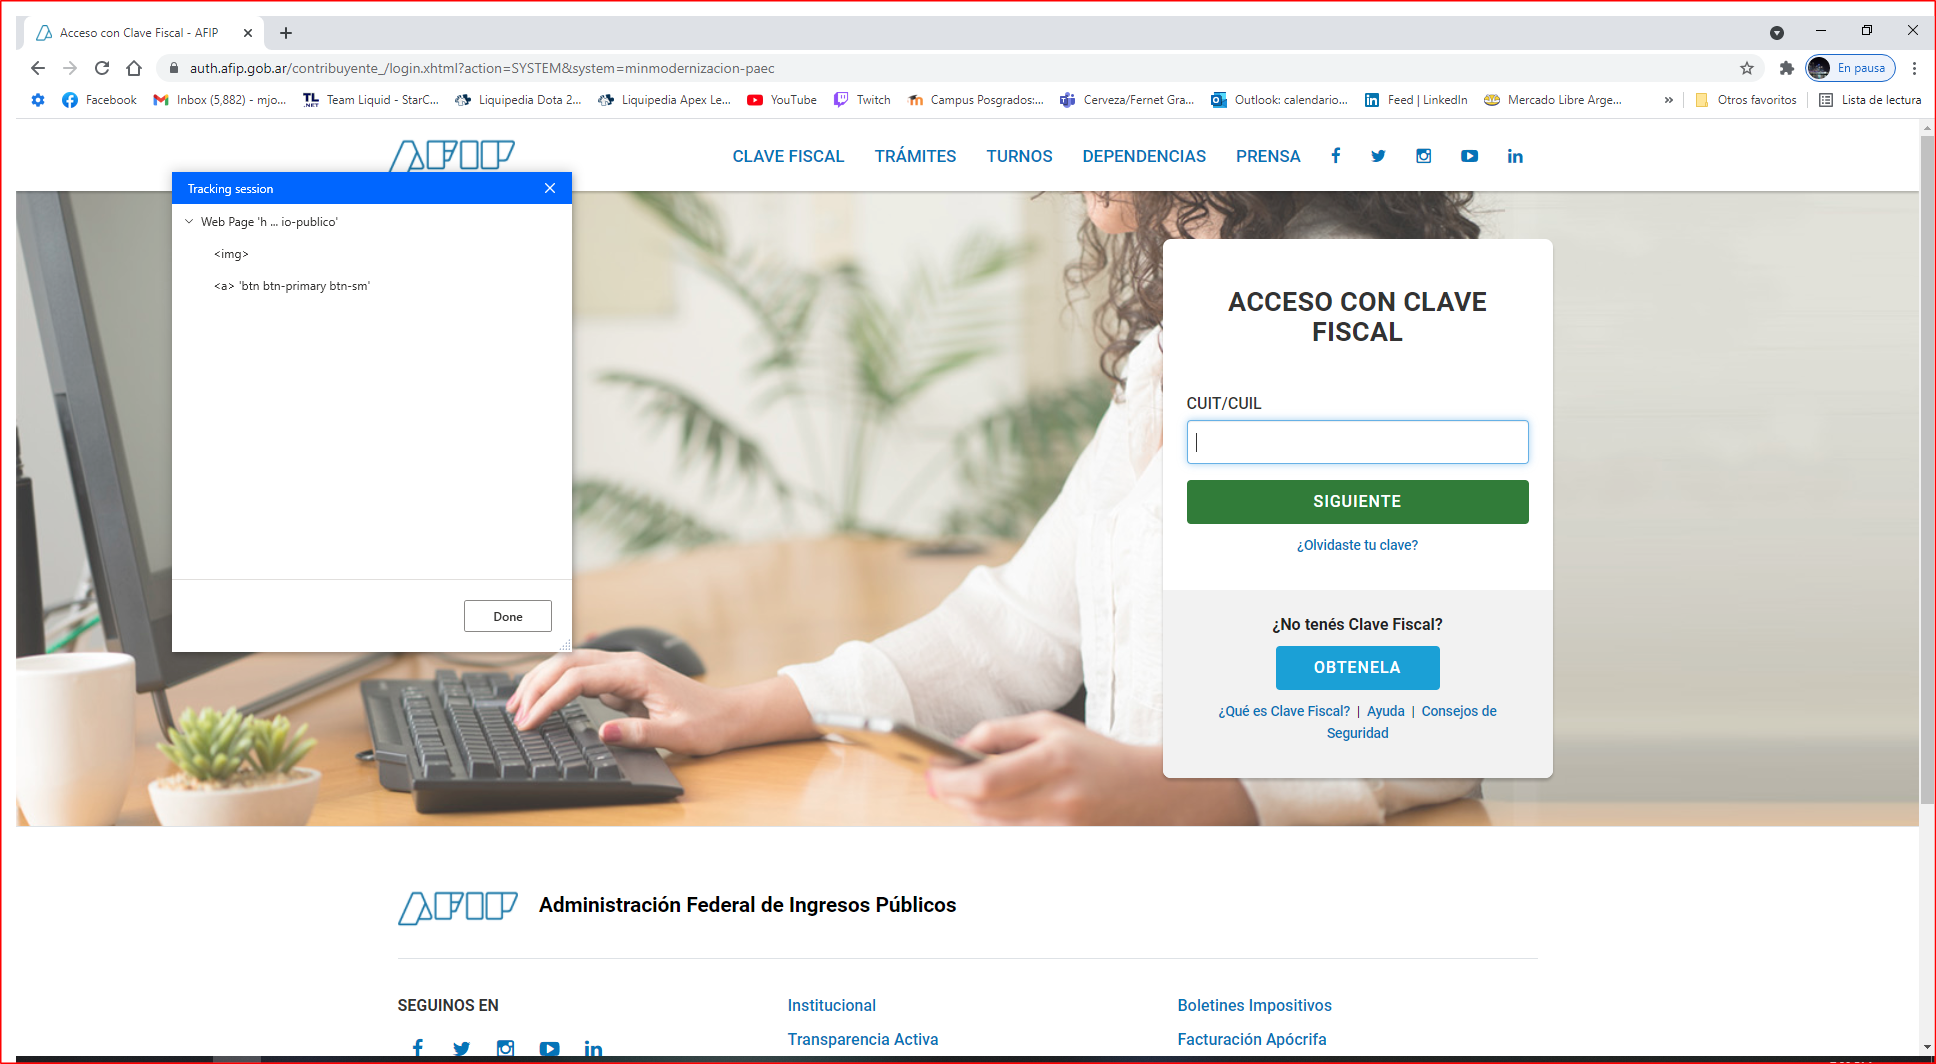 Acceso con Clave Fiscal - AFIP
auth.afip.gob.ar/contribuyente_/login.xhtml?action=SYSTEM&system=minmodernizacion-paec
En pausa
Facebook
Inbox (5,882) - mjo...
TL .NET
Team Liquid - StarC...
Liquipedia Dota 2...
Liquipedia Apex Le...
YouTube
Twitch
Campus Posgrados:...
Cerveza/Fernet Gra...
Outlook: calendario...
Feed | LinkedIn
Mercado Libre Arge...
»
Otros favoritos
Lista de lectura
AFIP
CLAVE FISCAL
TRÁMITES
TURNOS
DEPENDENCIAS
PRENSA
Tracking session
Web Page 'h ... io-publico'
<img>
<a> 'btn btn-primary btn-sm'
Done
ACCESO CON CLAVE
FISCAL
CUIT/CUIL
SIGUIENTE
¿Olvidaste tu clave?
¿No tenés Clave Fiscal?
OBTENELA
¿Qué es Clave Fiscal? | Ayuda | Consejos de
Seguridad
AFIP
Administración Federal de Ingresos Públicos
SEGUINOS EN
Institucional
Transparencia Activa
Boletines Impositivos
Facturación Apócrifa